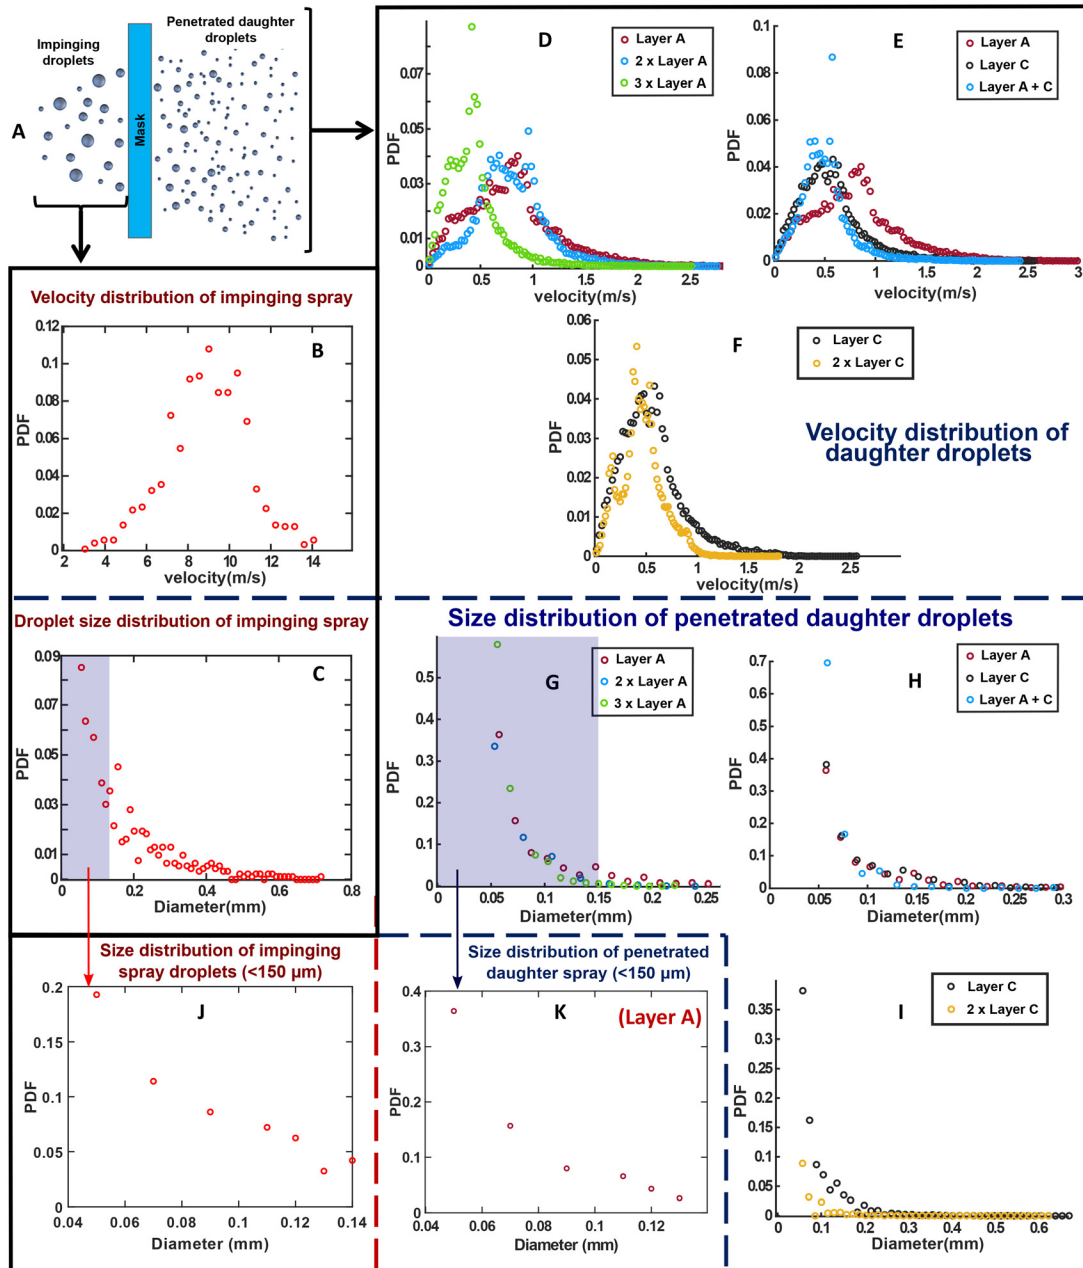 Penetrated daughter
droplets
Impinging
droplets
A
Mask
D
Layer A
2 x Layer A
3 x Layer A
PDF
0.07
0.05
0.03
0.01
0 0.5 1 1.5 2 2.5
velocity(m/s)
E
Layer A
Layer C
Layer A + C
PDF
0.1
0.08
0.06
0.04
0.02
0
0 0.5 1 1.5 2 2.5 3
velocity(m/s)
Velocity distribution of impinging spray
B
PDF
0.12
0.1
0.08
0.06
0.04
0.02
0
2 4 6 8 10 12 14
velocity(m/s)
F
Layer C
2 x Layer C
PDF
0.06
0.05
0.04
0.03
0.02
0.01
0
0 0.5 1 1.5 2 2.5
velocity(m/s)
Velocity distribution of
daughter droplets
Droplet size distribution of impinging spray
C
PDF
0.09
0.07
0.05
0.03
0.01
0
0 0.2 0.4 0.6 0.8
Diameter(mm)
Size distribution of penetrated daughter droplets
G
Layer A
2 x Layer A
3 x Layer A
PDF
0.5
0.4
0.3
0.2
0.1
0
0.05 0.1 0.15 0.2 0.25
Diameter(mm)
H
Layer A
Layer C
Layer A + C
PDF
0.7
0.6
0.5
0.4
0.3
0.2
0.1
0
0 0.05 0.1 0.15 0.2 0.25 0.3
Diameter(mm)
Size distribution of impinging
spray droplets (<150 µm)
J
PDF
0.2
0.15
0.1
0.05
0
0.04 0.06 0.08 0.1 0.12 0.14
Diameter (mm)
Size distribution of penetrated
daughter spray (<150 µm)
K
(Layer A)
PDF
0.4
0.3
0.2
0.1
0
0.04 0.06 0.08 0.1 0.12
Diameter (mm)
I
Layer C
2 x Layer C
PDF
0.35
0.3
0.25
0.2
0.15
0.1
0.05
0
0 0.1 0.2 0.3 0.4 0.5 0.6
Diameter(mm)